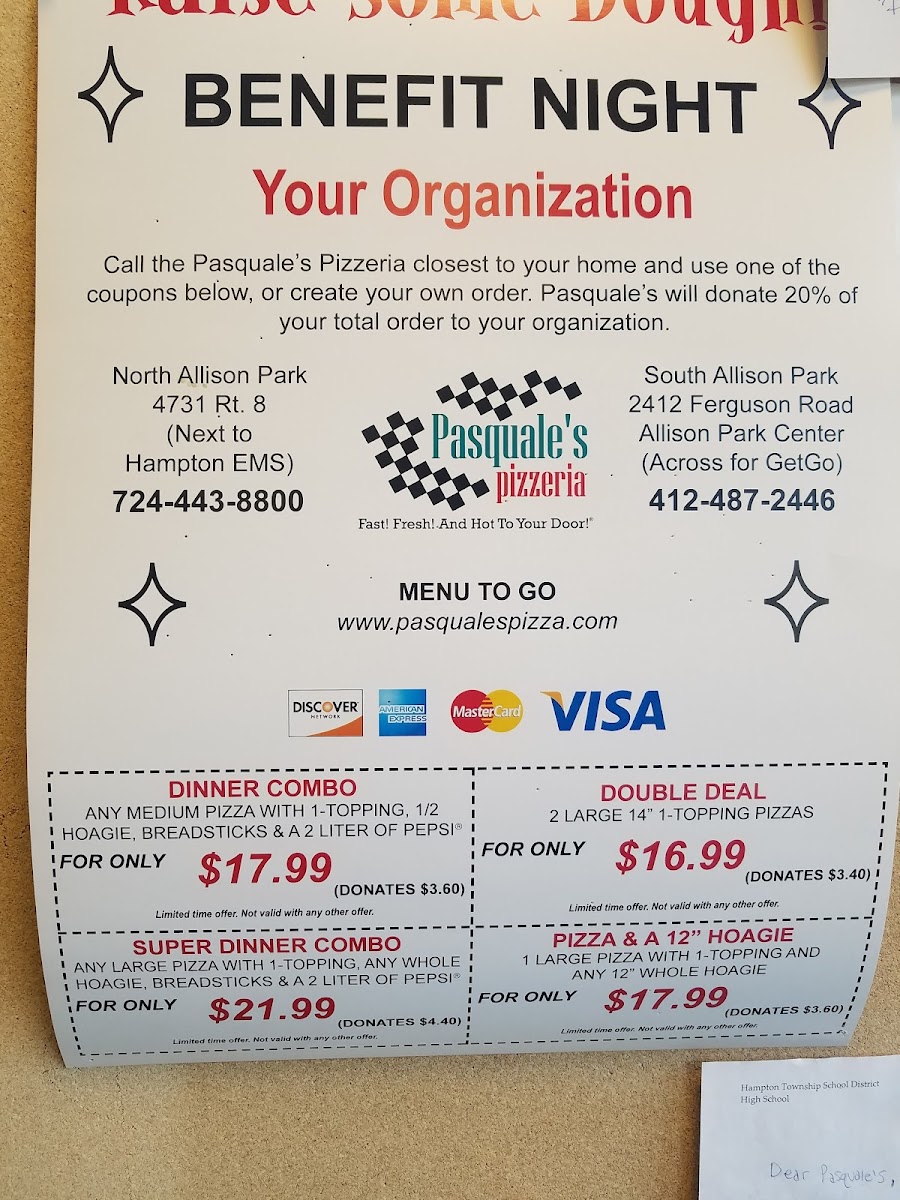 Raise Some Dough!
BENEFIT NIGHT
Your Organization
Call the Pasquale's Pizzeria closest to your home and use one of the
coupons below, or create your own order. Pasquale's will donate 20% of
your total order to your organization.
North Allison Park
4731 Rt. 8
(Next to
Hampton EMS)
724-443-8800
Pasquale's
pizzeria
Fast! Fresh! And Hot To Your Door!®
South Allison Park
2412 Ferguson Road
Allison Park Center
(Across for GetGo)
412-487-2446
MENU TO GO
www.pasqualespizza.com
DISCOVER
NETWORK
AMERICAN
EXPRESS
MasterCard
VISA
DINNER COMBO
ANY MEDIUM PIZZA WITH 1-TOPPING, 1/2
HOAGIE, BREADSTICKS & A 2 LITER OF PEPSI®
FOR ONLY $17.99
(DONATES $3.60)
Limited time offer. Not valid with any other offer.
DOUBLE DEAL
2 LARGE 14" 1-TOPPING PIZZAS
FOR ONLY $16.99
(DONATES $3.40)
Limited time offer. Not valid with any other offer.
SUPER DINNER COMBO
ANY LARGE PIZZA WITH 1-TOPPING, ANY WHOLE
HOAGIE, BREADSTICKS & A 2 LITER OF PEPSI®
FOR ONLY $21.99
(DONATES $4.40)
Limited time offer. Not valid with any other offer.
PIZZA & A 12" HOAGIE
1 LARGE PIZZA WITH 1-TOPPING AND
ANY 12" WHOLE HOAGIE
FOR ONLY $17.99
(DONATES $3.60)
Limited time offer. Not valid with any other offer.
Hampton Township School District
High School
Dear Pasquale's,